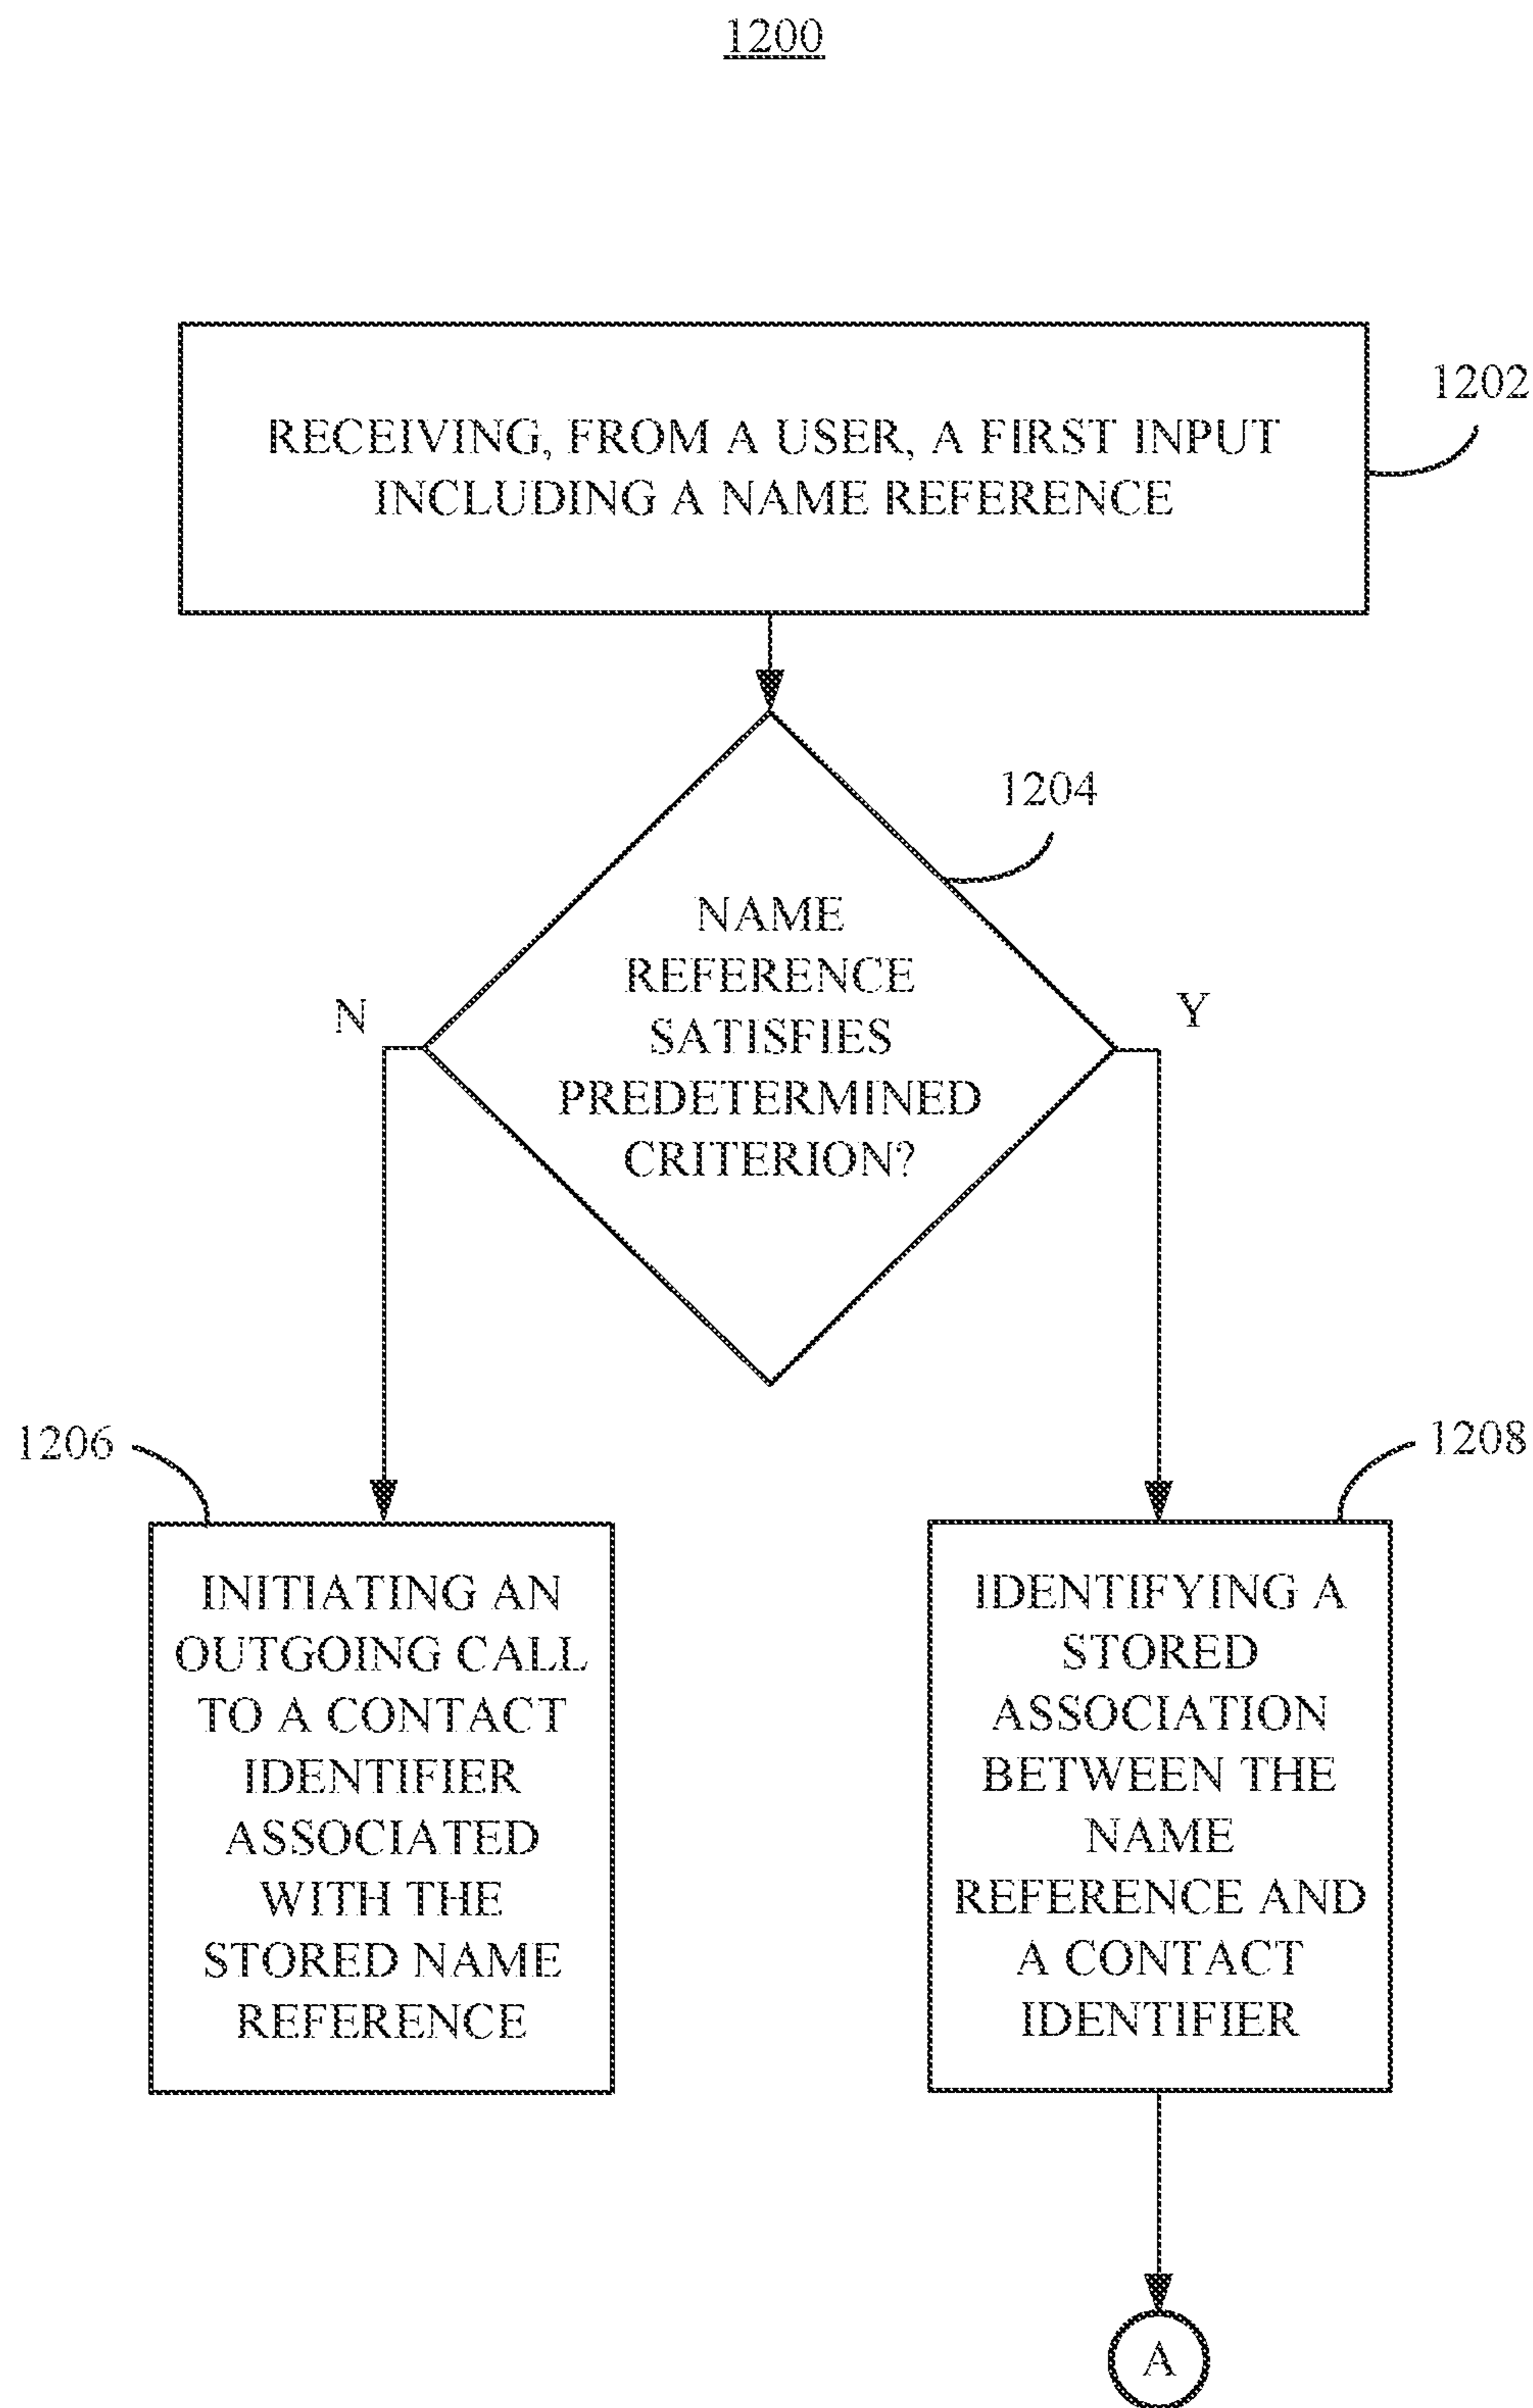 1200
RECEIVING, FROM A USER, A FIRST INPUT
INCLUDING A NAME REFERENCE
1202
1204
NAME
REFERENCE
SATISFIES
PREDETERMINED
CRITERION?
N
Y
1206
INITIATING AN
OUTGOING CALL
TO A CONTACT
IDENTIFIER
ASSOCIATED
WITH THE
STORED NAME
REFERENCE
1208
IDENTIFYING A
STORED
ASSOCIATION
BETWEEN THE
NAME
REFERENCE AND
A CONTACT
IDENTIFIER
A